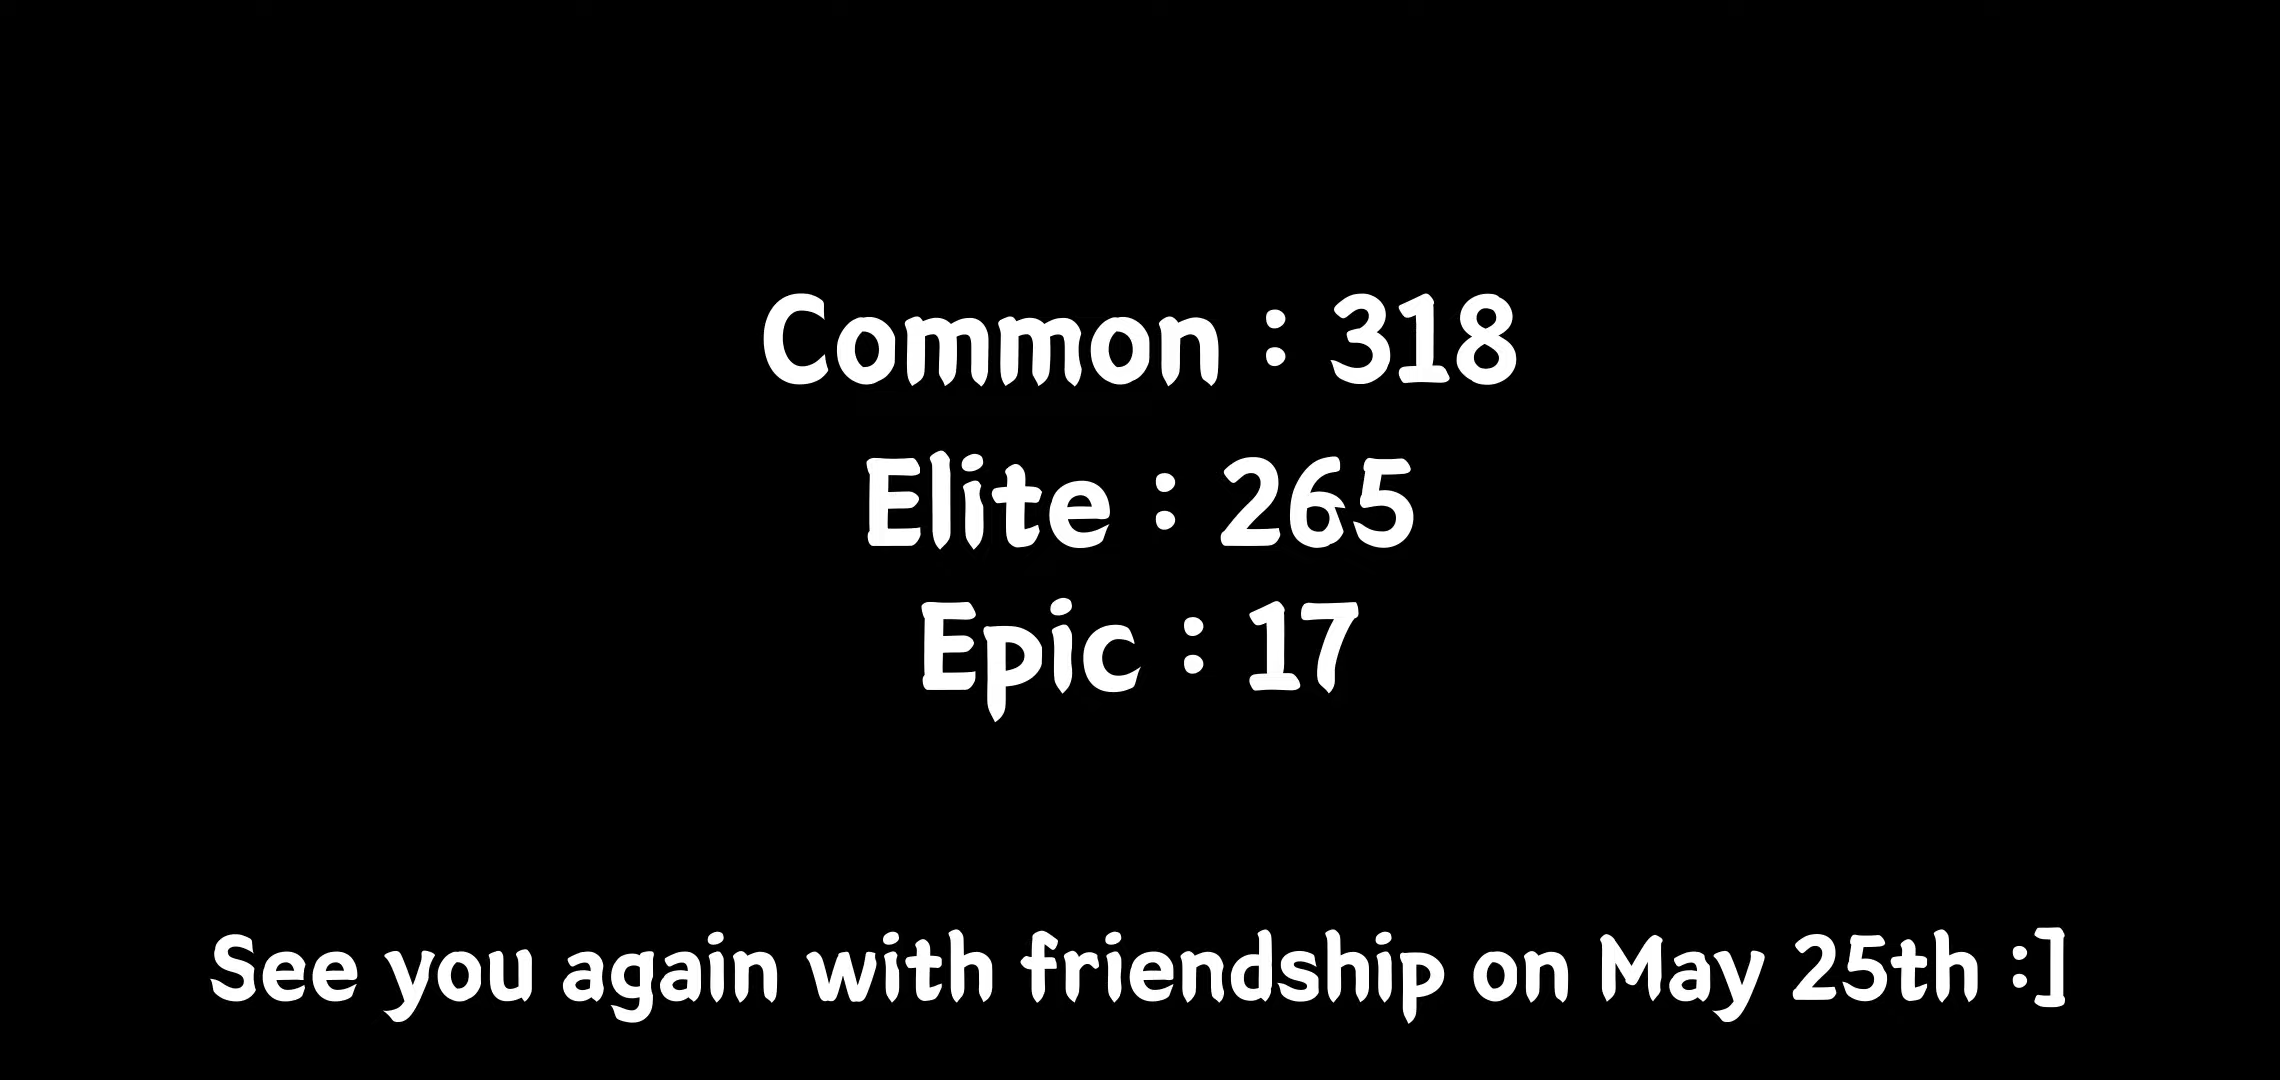 Common : 318
Elite : 265
Epic : 17
See you again with friendship on May 25th :]